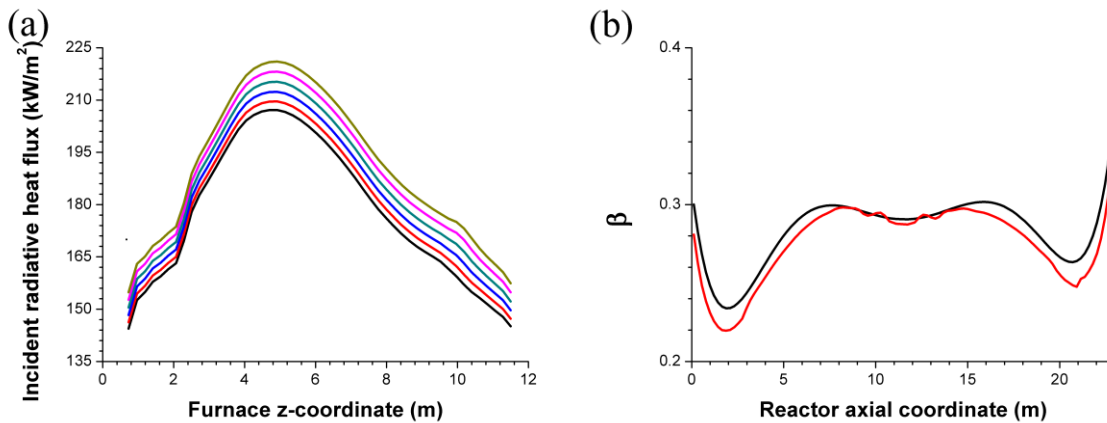 (a)
Incident radiative heat flux (kW/m²)
225
210
195
180
165
150
135
0 2 4 6 8 10 12
Furnace z-coordinate (m)
(b)
β
0.4
0.3
0.2
0 5 10 15 20
Reactor axial coordinate (m)